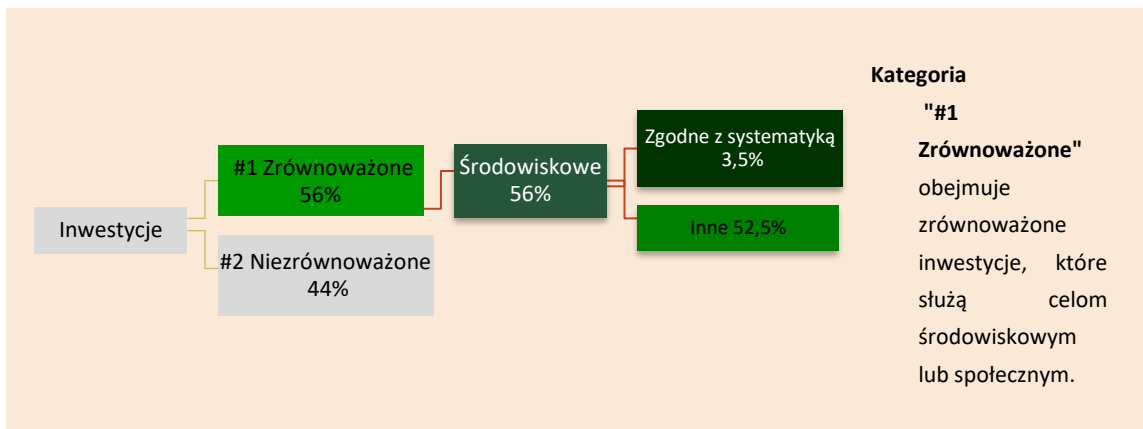 Inwestycje
#1 Zrównoważone
56%
#2 Niezrównoważone
44%
Środowiskowe
56%
Zgodne z systematyką
3,5%
Inne 52,5%
Kategoria
"#1
Zrównoważone"
obejmuje
zrównoważone
inwestycje, które
służą celom
środowiskowym
lub społecznym.